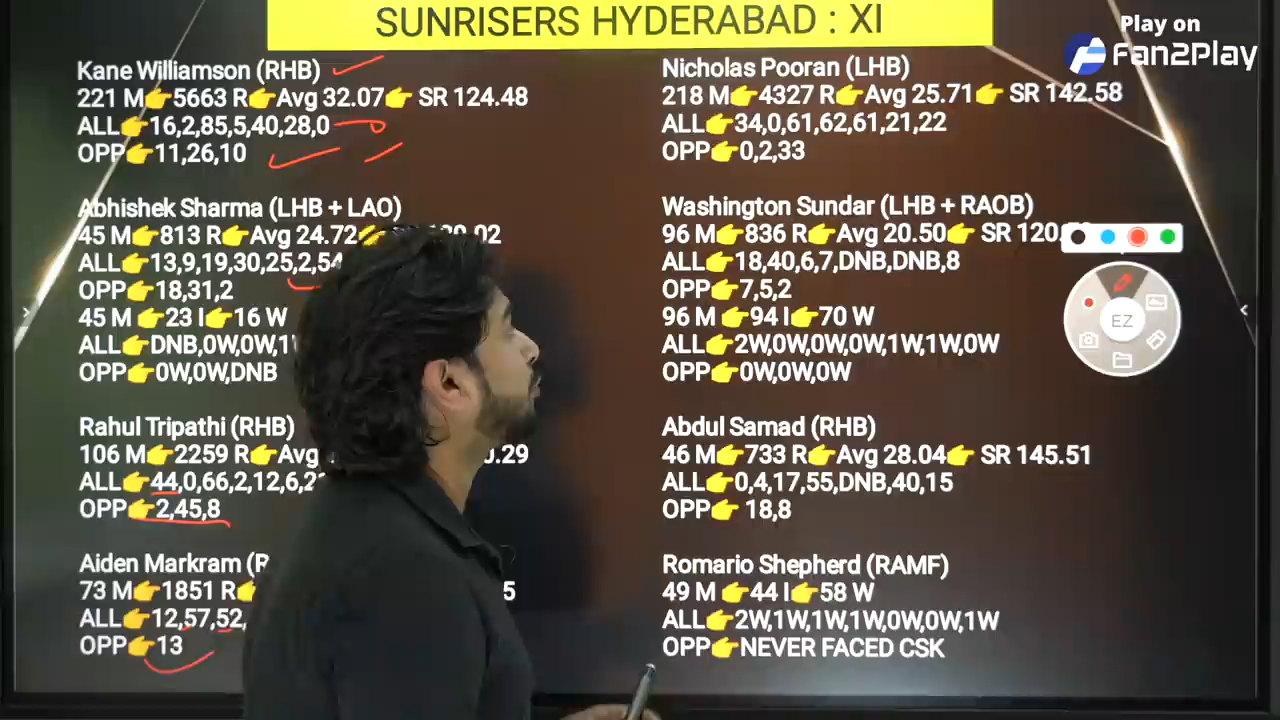 SUNRISERS HYDERABAD : XI
Play on
Fan2Play
Kane Williamson (RHB)
221 M👉5663 R👉Avg 32.07👉 SR 124.48
ALL👉16,2,85,5,40,28,0
OPP👉11,26,10
Abhishek Sharma (LHB + LAO)
45 M👉813 R👉Avg 24.72👉
ALL👉13,9,19,30,25,2,54
OPP👉18,31,2
45 M👉23 I👉16 W
ALL👉DNB,0W,0W,
OPP👉0W,0W,DNB
Rahul Tripathi (RHB)
106 M👉2259 R👉Avg
ALL👉44,0,66,2,12,6,
OPP👉2,45,8
Aiden Markram
73 M👉1851 R👉
ALL👉12,57,52,
OPP👉13
Nicholas Pooran (LHB)
218 M👉4327 R👉Avg 25.71👉 SR 142.58
ALL👉34,0,61,62,61,21,22
OPP👉0,2,33
Washington Sundar (LHB + RAOB)
96 M👉836 R👉Avg 20.50👉 SR
ALL👉18,40,6,7,DNB,DNB,8
OPP👉7,5,2
96 M👉94 I👉70 W
ALL👉2W,0W,0W,0W,1W,1W,0W
OPP👉0W,0W,0W
Abdul Samad (RHB)
46 M👉733 R👉Avg 28.04👉 SR 145.51
ALL👉0,4,17,55,DNB,40,15
OPP👉 18,8
Romario Shepherd (RAMF)
49 M👉44 I👉58 W
ALL👉2W,1W,1W,1W,0W,0W,1W
OPP👉NEVER FACED CSK
EZ